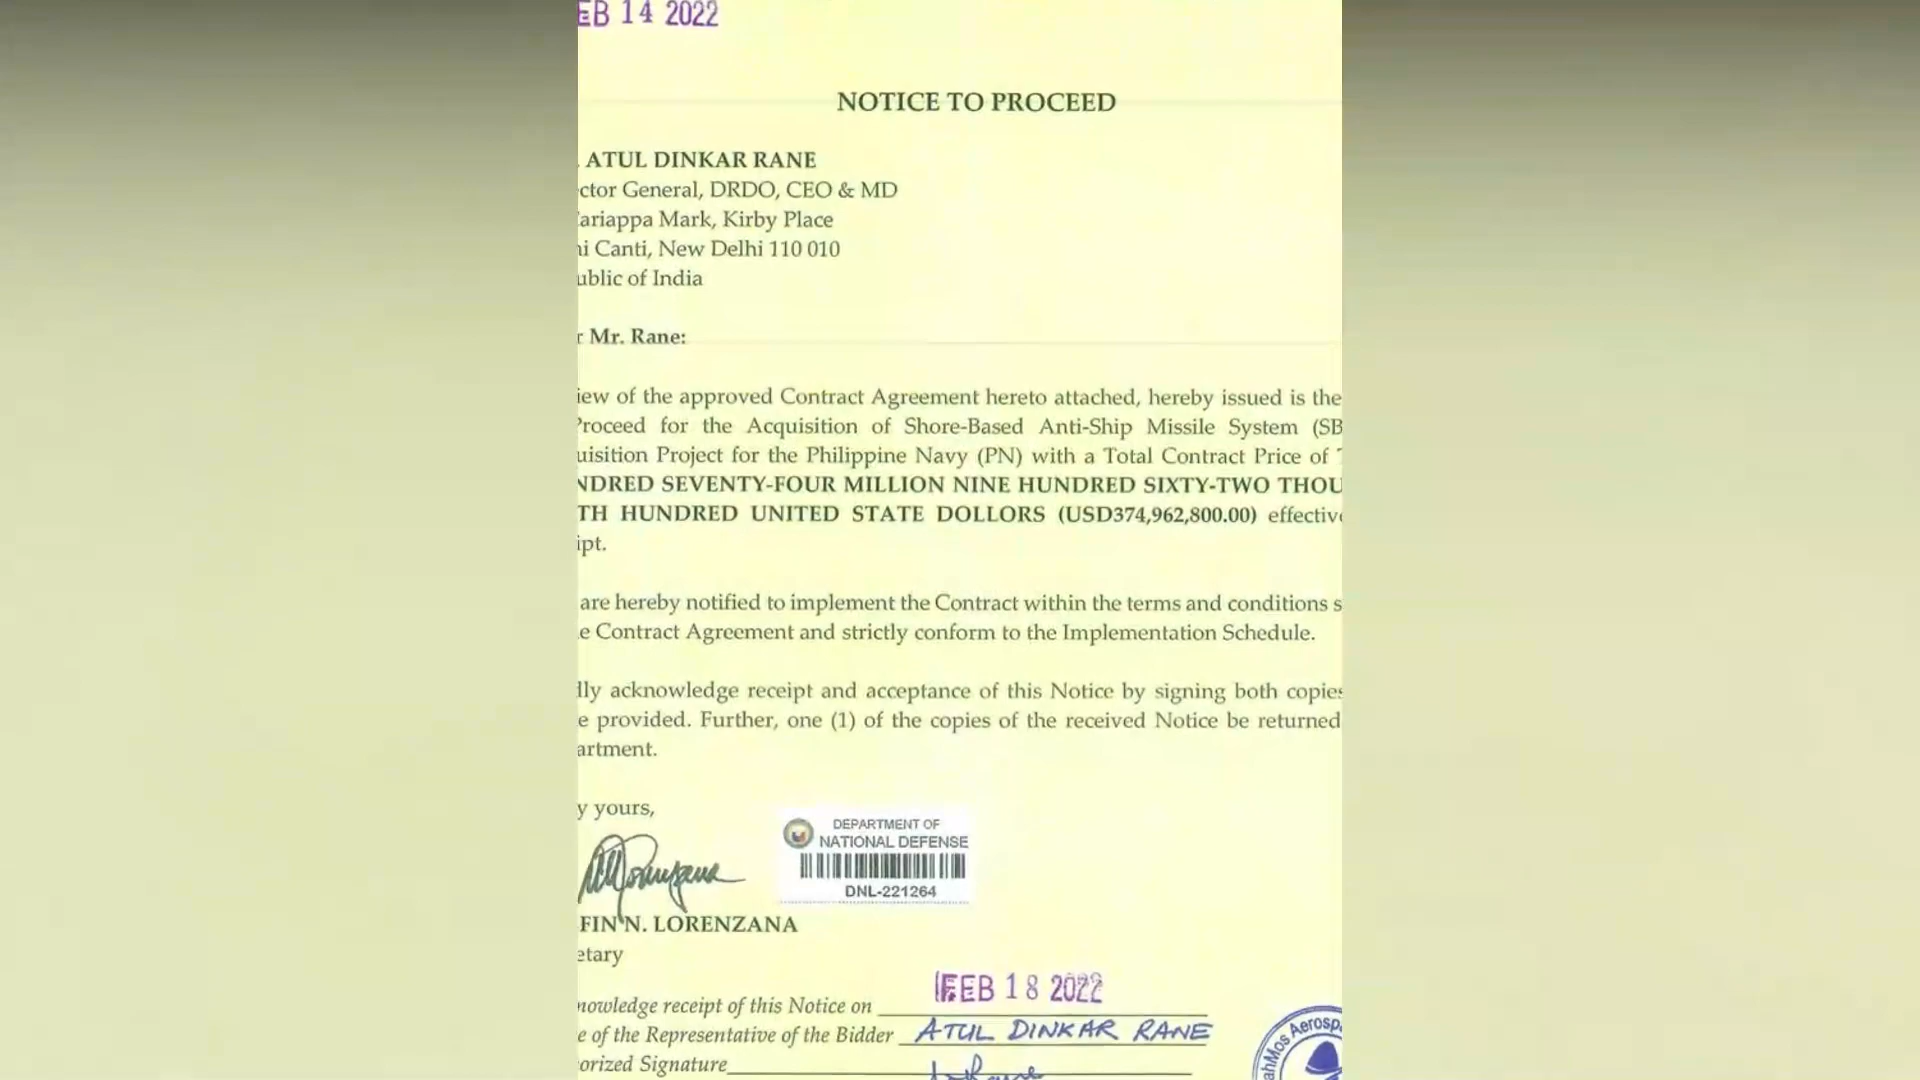 EB 14 2022
NOTICE TO PROCEED
. ATUL DINKAR RANE
ctor General, DRDO, CEO & MD
ariappa Mark, Kirby Place
i Canti, New Delhi 110 010
ublic of India
r Mr. Rane:
iew of the approved Contract Agreement hereto attached, hereby issued is the
Proceed for the Acquisition of Shore-Based Anti-Ship Missile System (SB
uisition Project for the Philippine Navy (PN) with a Total Contract Price of
NDRED SEVENTY-FOUR MILLION NINE HUNDRED SIXTY-TWO THOU
TH HUNDRED UNITED STATE DOLLORS (USD374,962,800.00) effective
ipt.
are hereby notified to implement the Contract within the terms and conditions s
e Contract Agreement and strictly conform to the Implementation Schedule.
lly acknowledge receipt and acceptance of this Notice by signing both copies
e provided. Further, one (1) of the copies of the received Notice be returned
artment.
y yours,
DEPARTMENT OF
NATIONAL DEFENSE
DNL-221264
FIN N. LORENZANA
etary
FEB 18 2022
nowledge receipt of this Notice on
e of the Representative of the Bidder ATUL DINKAR RANE
orized Signature
ahMos Aerosp